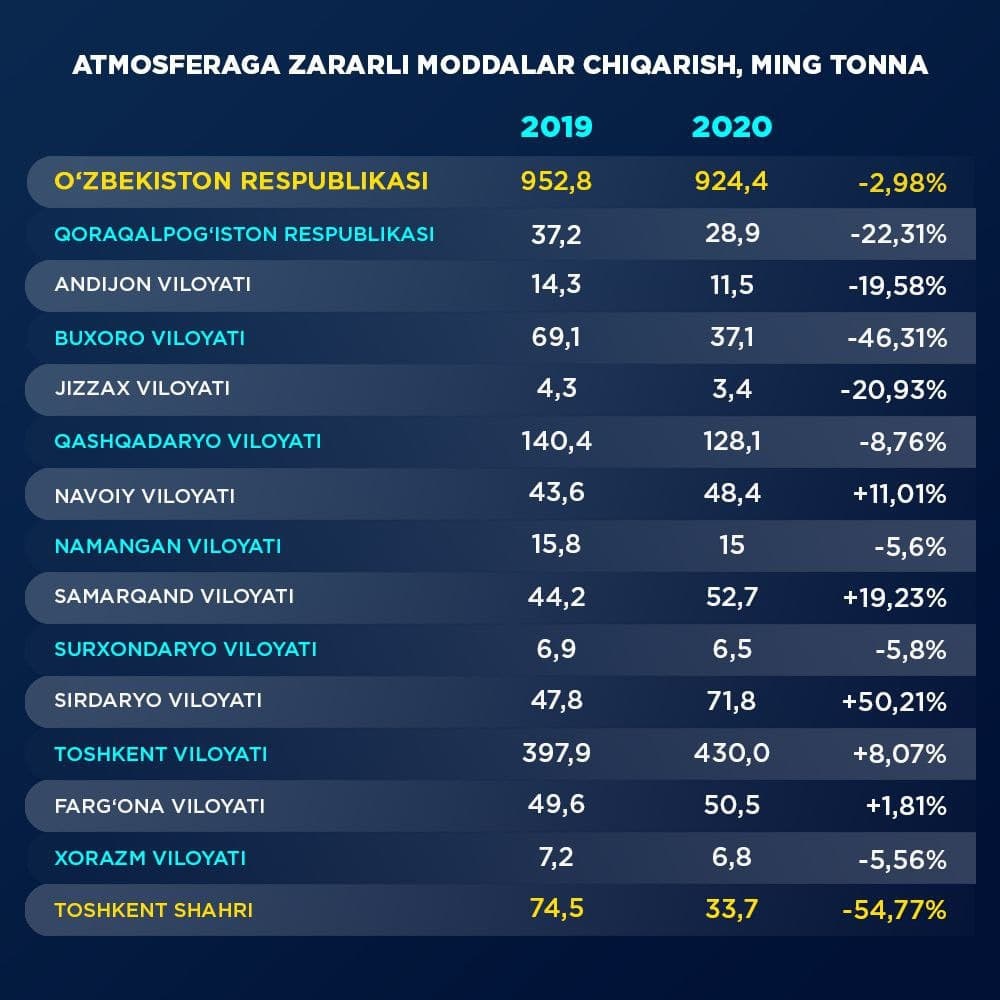 ATMOSFERAGA ZARARLI MODDALAR CHIQARISH, MING TONNA
2019 2020
O‘ZBEKISTON RESPUBLIKASI 952,8 924,4 -2,98%
QORAQALPOG‘ISTON RESPUBLIKASI 37,2 28,9 -22,31%
ANDIJON VILOYATI 14,3 11,5 -19,58%
BUXORO VILOYATI 69,1 37,1 -46,31%
JIZZAX VILOYATI 4,3 3,4 -20,93%
QASHQADARYO VILOYATI 140,4 128,1 -8,76%
NAVOIY VILOYATI 43,6 48,4 +11,01%
NAMANGAN VILOYATI 15,8 15 -5,6%
SAMARQAND VILOYATI 44,2 52,7 +19,23%
SURXONDARYO VILOYATI 6,9 6,5 -5,8%
SIRDARYO VILOYATI 47,8 71,8 +50,21%
TOSHKENT VILOYATI 397,9 430,0 +8,07%
FARG‘ONA VILOYATI 49,6 50,5 +1,81%
XORAZM VILOYATI 7,2 6,8 -5,56%
TOSHKENT SHAHRI 74,5 33,7 -54,77%